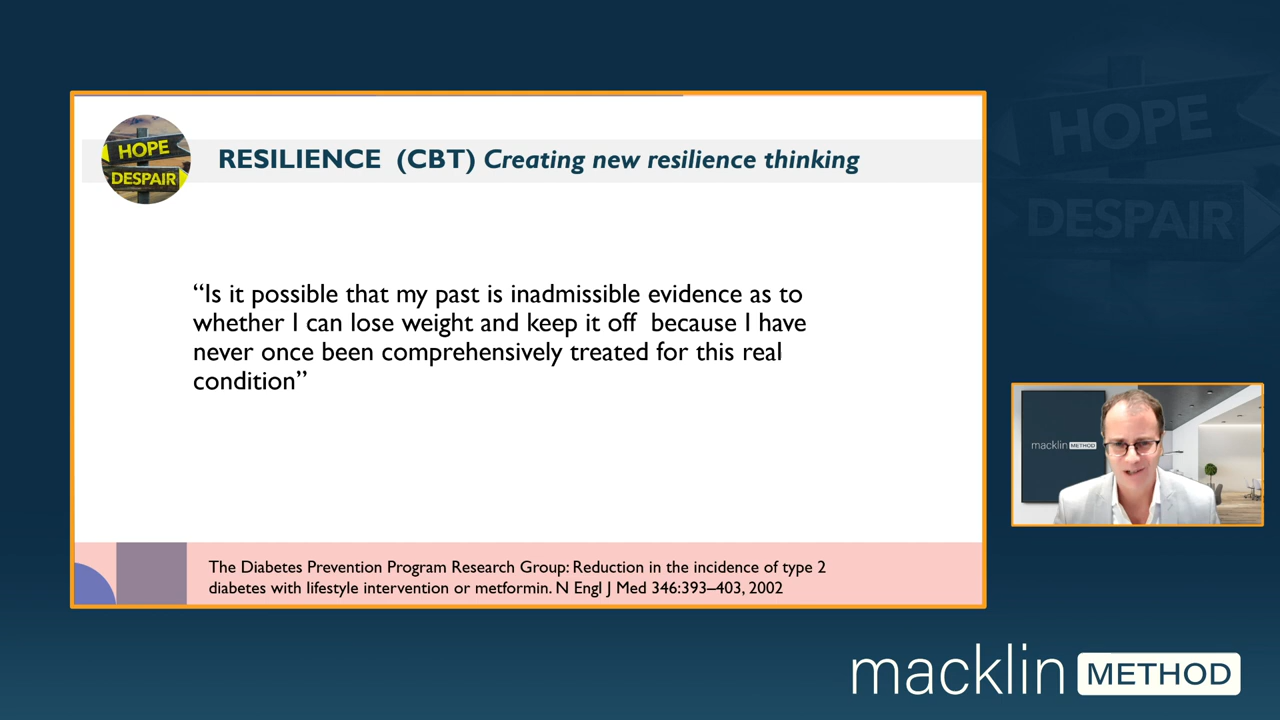 HOPE
DESPAIR
RESILIENCE (CBT) Creating new resilience thinking
“Is it possible that my past is inadmissible evidence as to
whether I can lose weight and keep it off because I have
never once been comprehensively treated for this real
condition”
The Diabetes Prevention Program Research Group: Reduction in the incidence of type 2
diabetes with lifestyle intervention or metformin. N Engl J Med 346:393–403, 2002
HOPE
DESPAIR
macklin METHOD
macklin METHOD